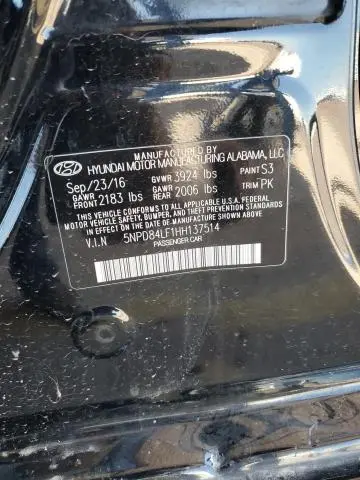 MANUFACTURED BY
HYUNDAI MOTOR MANUFACTURING ALABAMA, LLC
Sep/23/16 GVWR 3924 lbs PAINT S3
GAWR FRONT 2183 lbs GAWR REAR 2006 lbs TRIM PK
THIS VEHICLE CONFORMS TO ALL APPLICABLE U.S.A. FEDERAL
MOTOR VEHICLE SAFETY, BUMPER, AND THEFT PREVENTION
STANDARDS IN EFFECT ON THE DATE OF MANUFACTURE SHOWN ABOVE.
V.I.N 5NPD84LF1HH137514
PASSENGER CAR